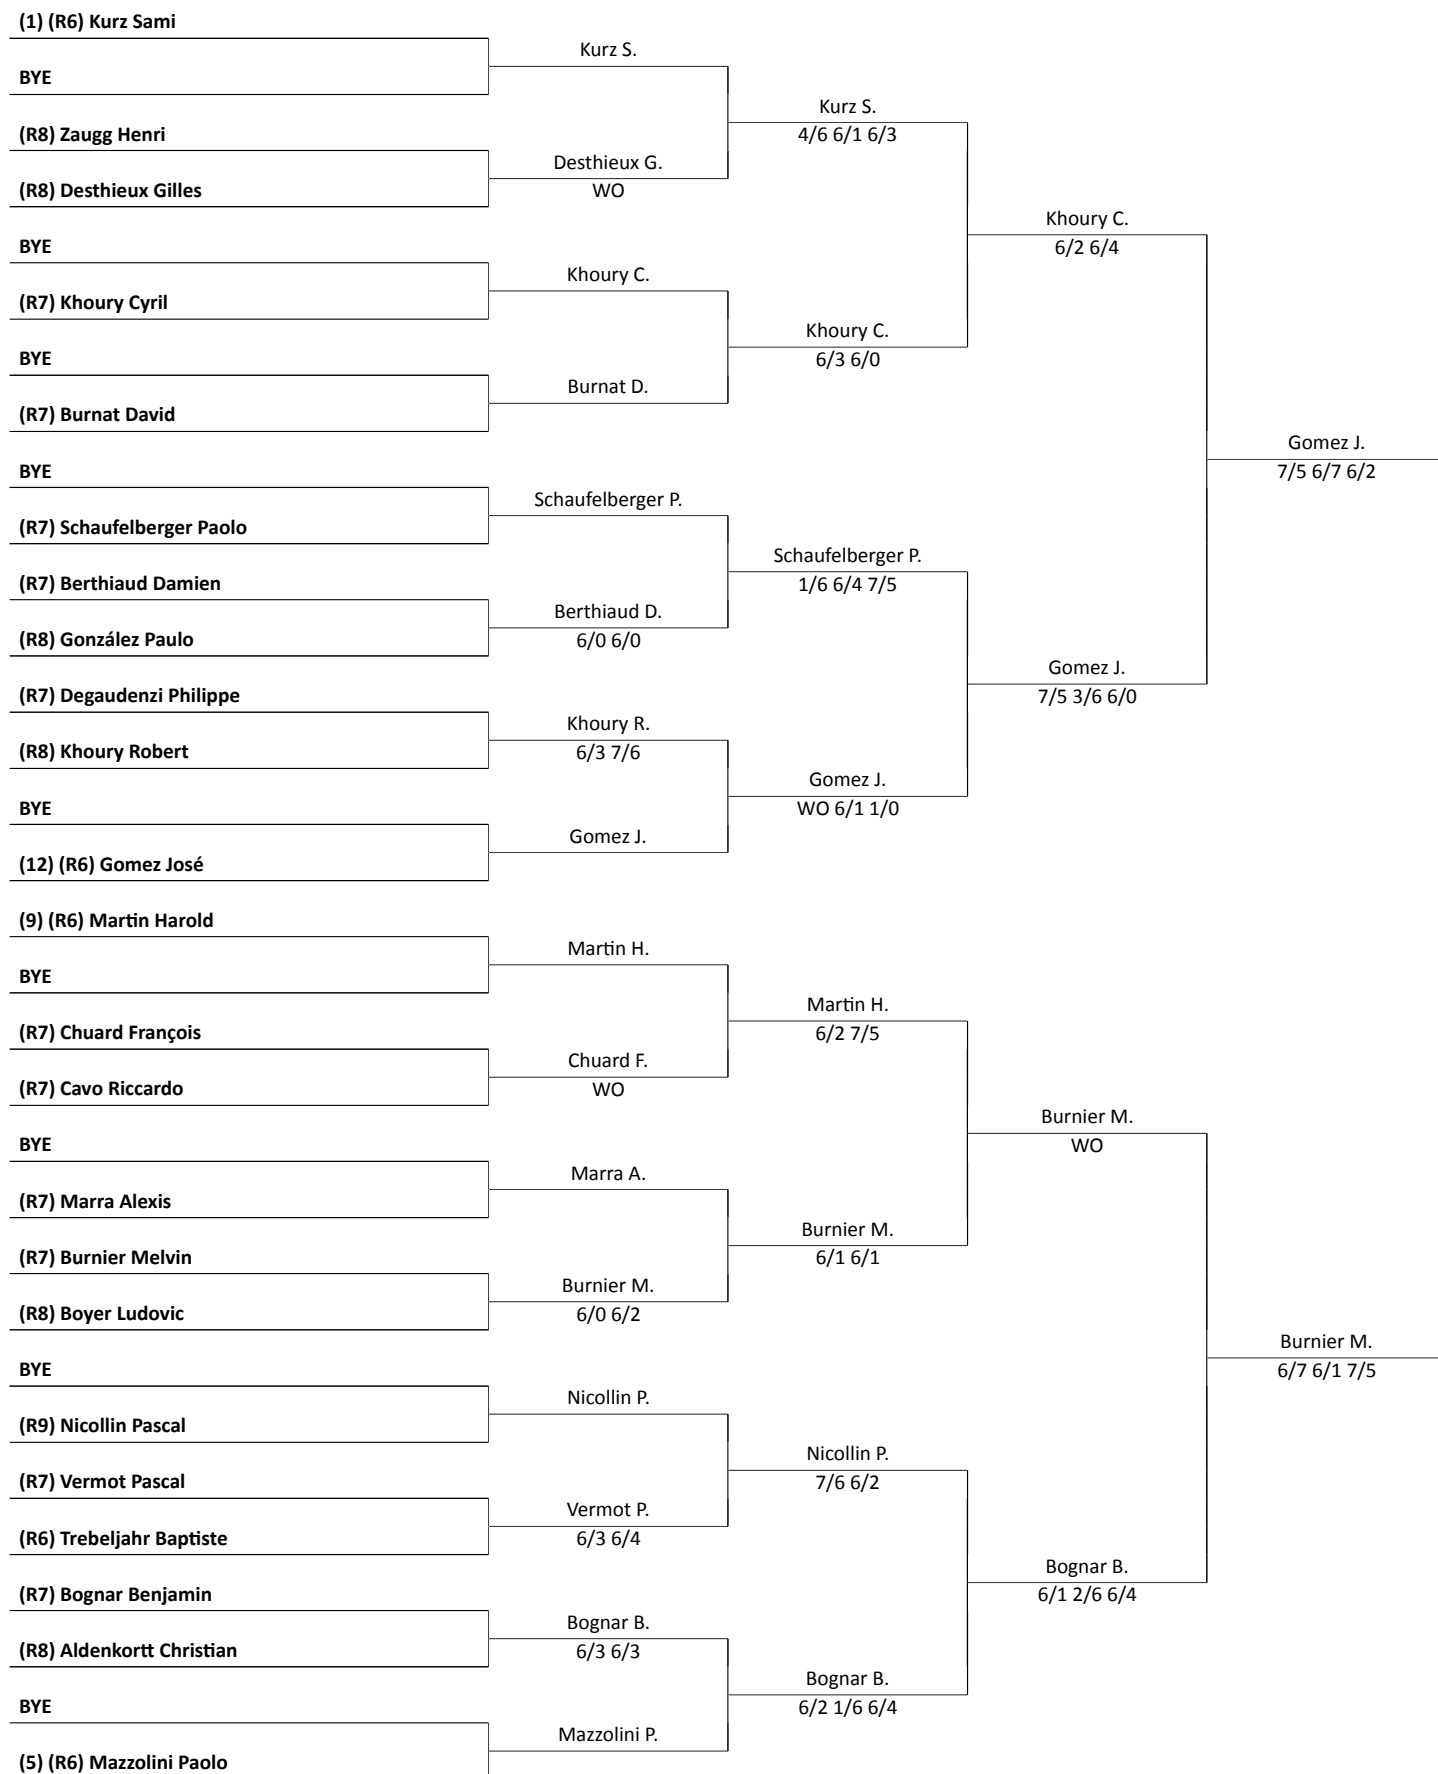 (1) (R6) Kurz Sami
Kurz S.
BYE
Kurz S.
4/6 6/1 6/3
(R8) Zaugg Henri
Desthieux G.
WO
(R8) Desthieux Gilles
Khoury C.
6/2 6/4
BYE
Khoury C.
(R7) Khoury Cyril
Khoury C.
6/3 6/0
BYE
Burnat D.
(R7) Burnat David
Gomez J.
7/5 6/7 6/2
BYE
Schaufelberger P.
(R7) Schaufelberger Paolo
Schaufelberger P.
1/6 6/4 7/5
(R7) Berthiaud Damien
Berthiaud D.
6/0 6/0
(R8) González Paulo
Gomez J.
7/5 3/6 6/0
(R7) Degaudenzi Philippe
Khoury R.
6/3 7/6
(R8) Khoury Robert
Gomez J.
WO 6/1 1/0
BYE
Gomez J.
(12) (R6) Gomez José
(9) (R6) Martin Harold
Martin H.
BYE
Martin H.
6/2 7/5
(R7) Chuard François
Chuard F.
WO
(R7) Cavo Riccardo
Burnier M.
WO
BYE
Marra A.
(R7) Marra Alexis
Burnier M.
6/1 6/1
(R7) Burnier Melvin
Burnier M.
6/0 6/2
(R8) Boyer Ludovic
Burnier M.
6/7 6/1 7/5
BYE
Nicollin P.
(R9) Nicollin Pascal
Nicollin P.
7/6 6/2
(R7) Vermot Pascal
Vermot P.
6/3 6/4
(R6) Trebeljahr Baptiste
Bognar B.
6/1 2/6 6/4
(R7) Bognar Benjamin
Bognar B.
6/3 6/3
(R8) Aldenkortt Christian
Bognar B.
6/2 1/6 6/4
BYE
Mazzolini P.
(5) (R6) Mazzolini Paolo